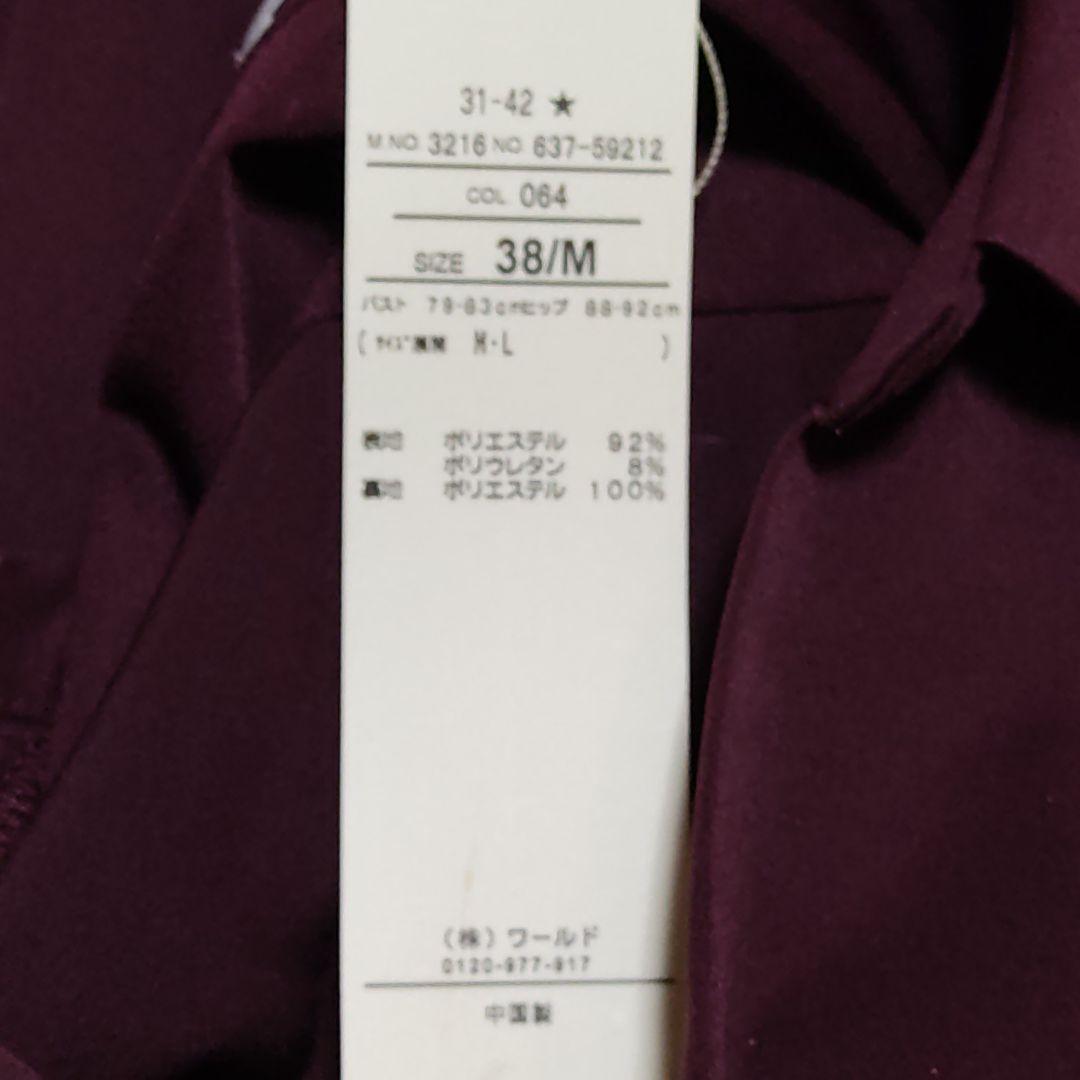 31-42 ★
M NO 3216 NO. 637-59212
COL 064
SIZE 38/M
バスト 79-83cmヒップ 88-92cm
(サイズ展開 M・L )
表地 ポリエステル 92%
ポリウレタン 8%
裏地 ポリエステル 100%
(株)ワールド
0120-977-917
中国製